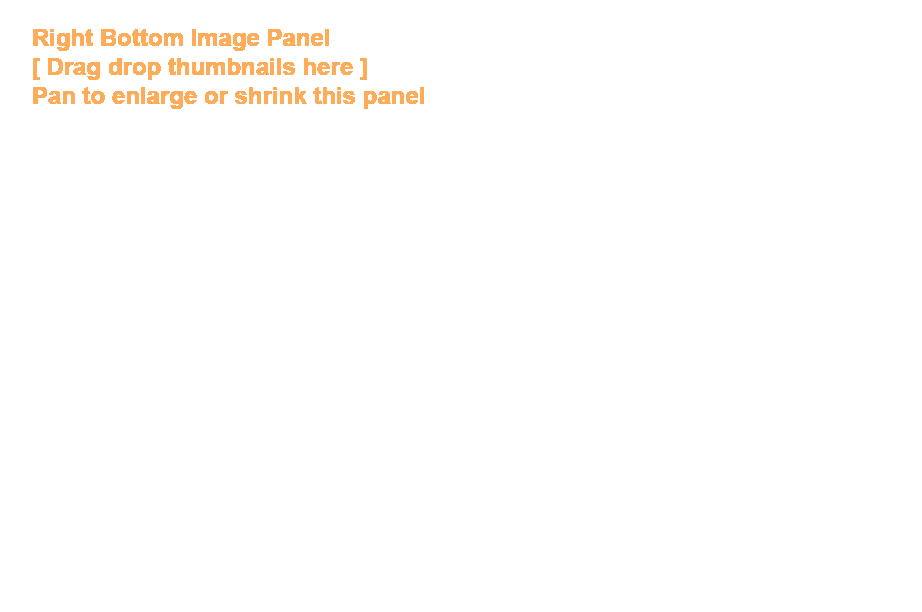 Right Bottom Image Panel
[ Drag drop thumbnails here ]
Pan to enlarge or shrink this panel